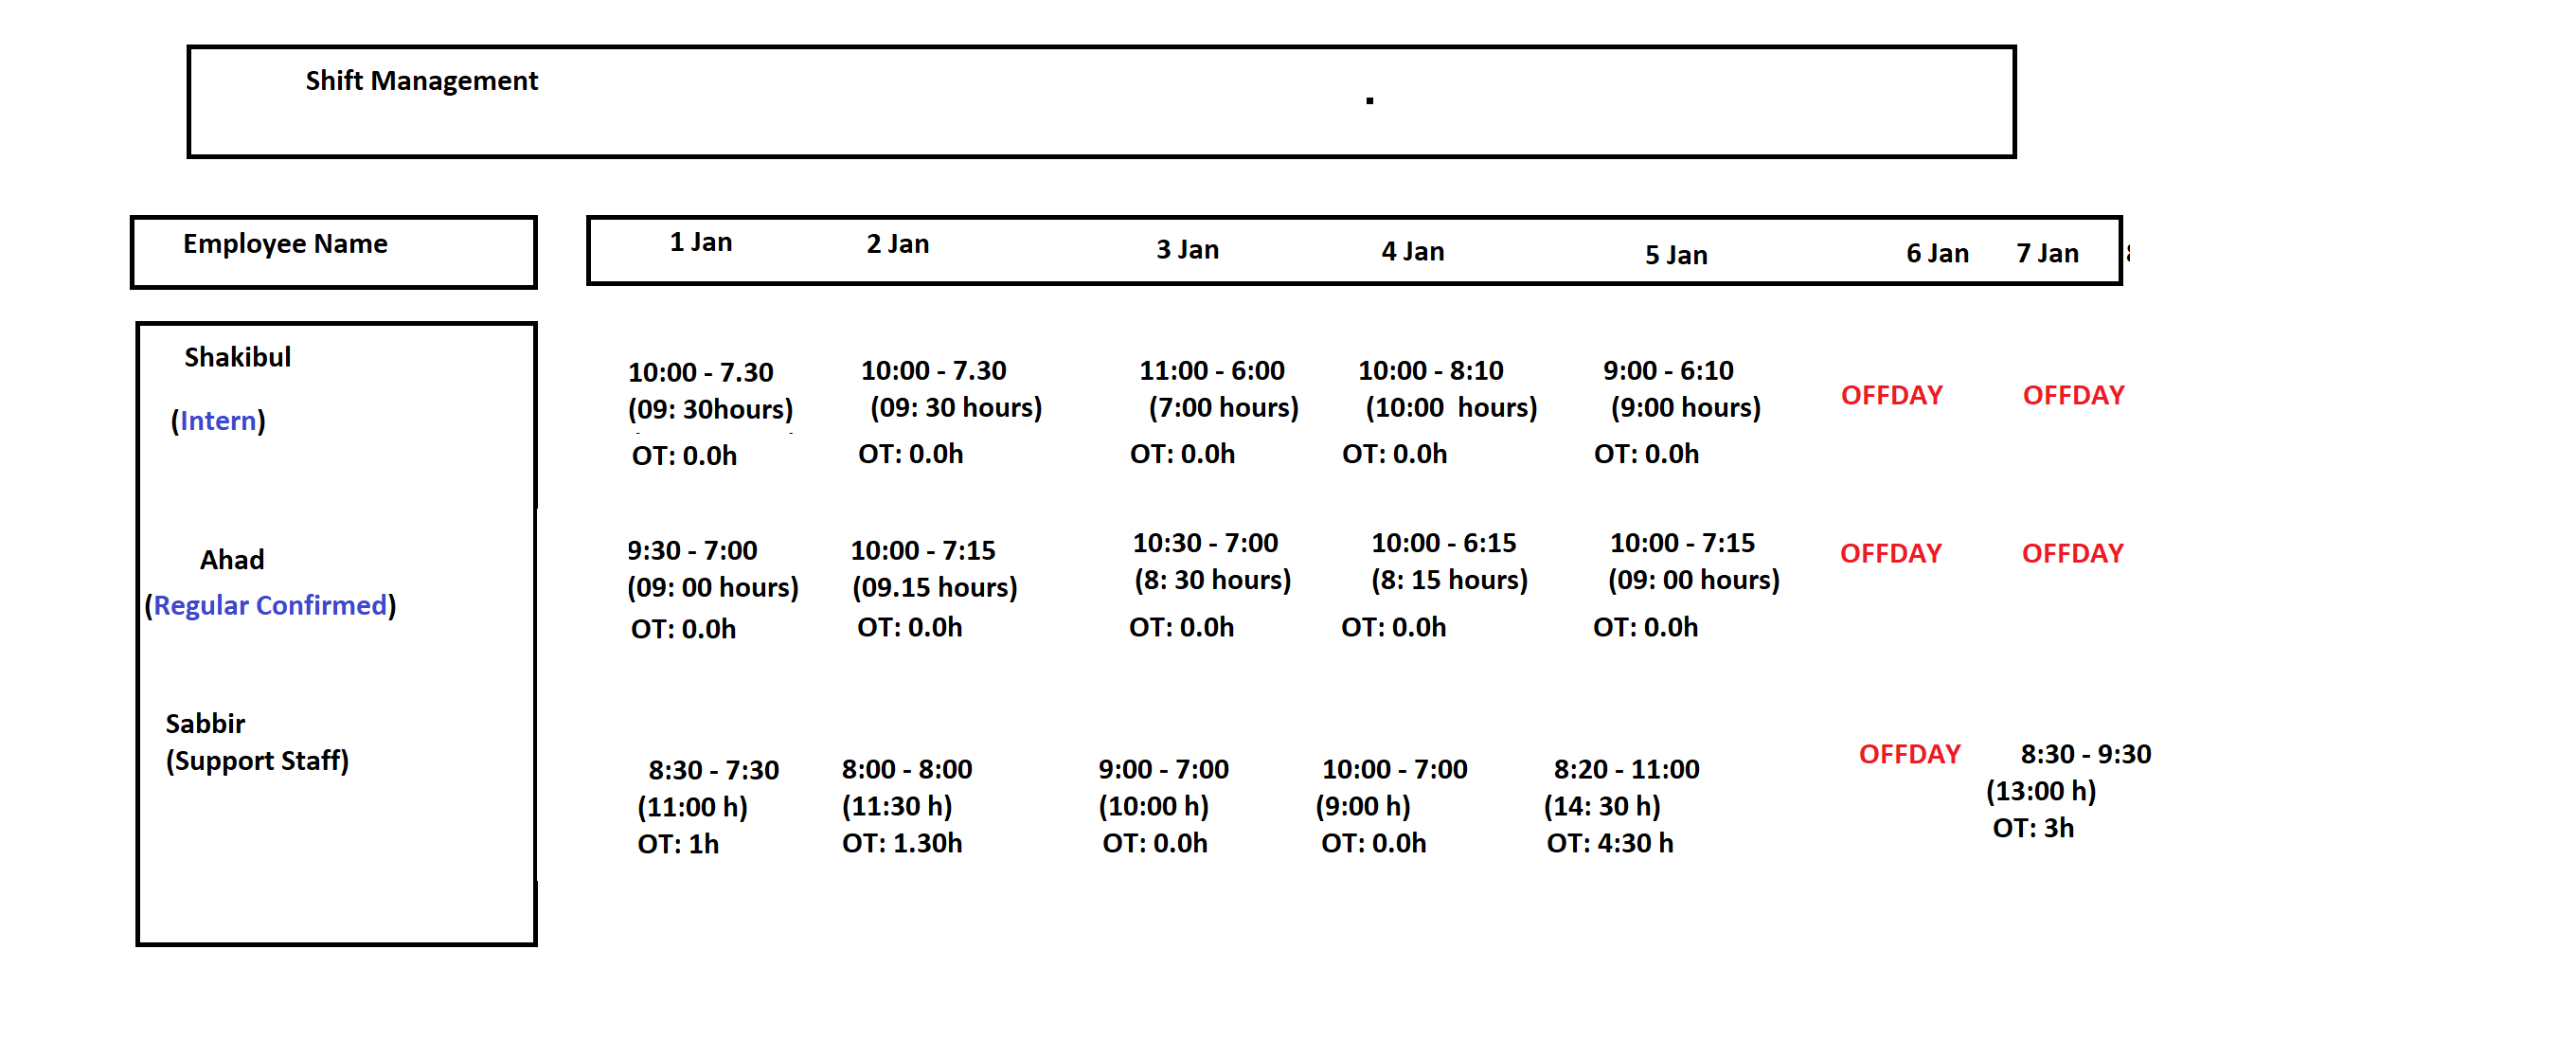 Shift Management
Employee Name
1 Jan 2 Jan 3 Jan 4 Jan 5 Jan 6 Jan 7 Jan
Shakibul
(Intern)
10:00 - 7.30 10:00 - 7.30 11:00 - 6:00 10:00 - 8:10 9:00 - 6:10 OFFDAY OFFDAY
(09: 30hours) (09: 30 hours) (7:00 hours) (10:00  hours) (9:00 hours)
OT: 0.0h OT: 0.0h OT: 0.0h OT: 0.0h OT: 0.0h
Ahad
(Regular Confirmed)
9:30 - 7:00 10:00 - 7:15 10:30 - 7:00 10:00 - 6:15 10:00 - 7:15 OFFDAY OFFDAY
(09: 00 hours) (09.15 hours) (8: 30 hours) (8: 15 hours) (09: 00 hours)
OT: 0.0h OT: 0.0h OT: 0.0h OT: 0.0h OT: 0.0h
Sabbir
(Support Staff)
8:30 - 7:30 8:00 - 8:00 9:00 - 7:00 10:00 - 7:00 8:20 - 11:00 OFFDAY 8:30 - 9:30
(11:00 h) (11:30 h) (10:00 h) (9:00 h) (14: 30 h) (13:00 h)
OT: 1h OT: 1.30h OT: 0.0h OT: 0.0h OT: 4:30 h OT: 3h